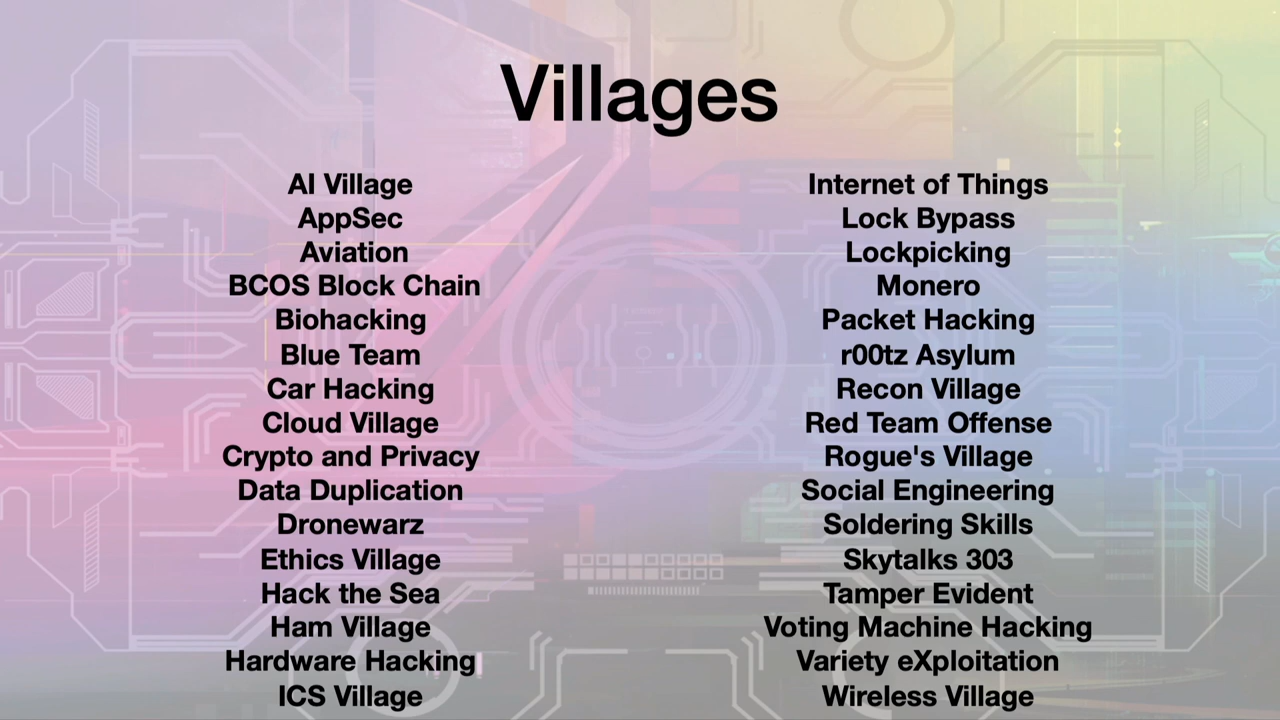 Villages
AI Village
AppSec
Aviation
BCOS Block Chain
Biohacking
Blue Team
Car Hacking
Cloud Village
Crypto and Privacy
Data Duplication
Dronewarz
Ethics Village
Hack the Sea
Ham Village
Hardware Hacking
ICS Village
Internet of Things
Lock Bypass
Lockpicking
Monero
Packet Hacking
r00tz Asylum
Recon Village
Red Team Offense
Rogue's Village
Social Engineering
Soldering Skills
Skytalks 303
Tamper Evident
Voting Machine Hacking
Variety eXploitation
Wireless Village